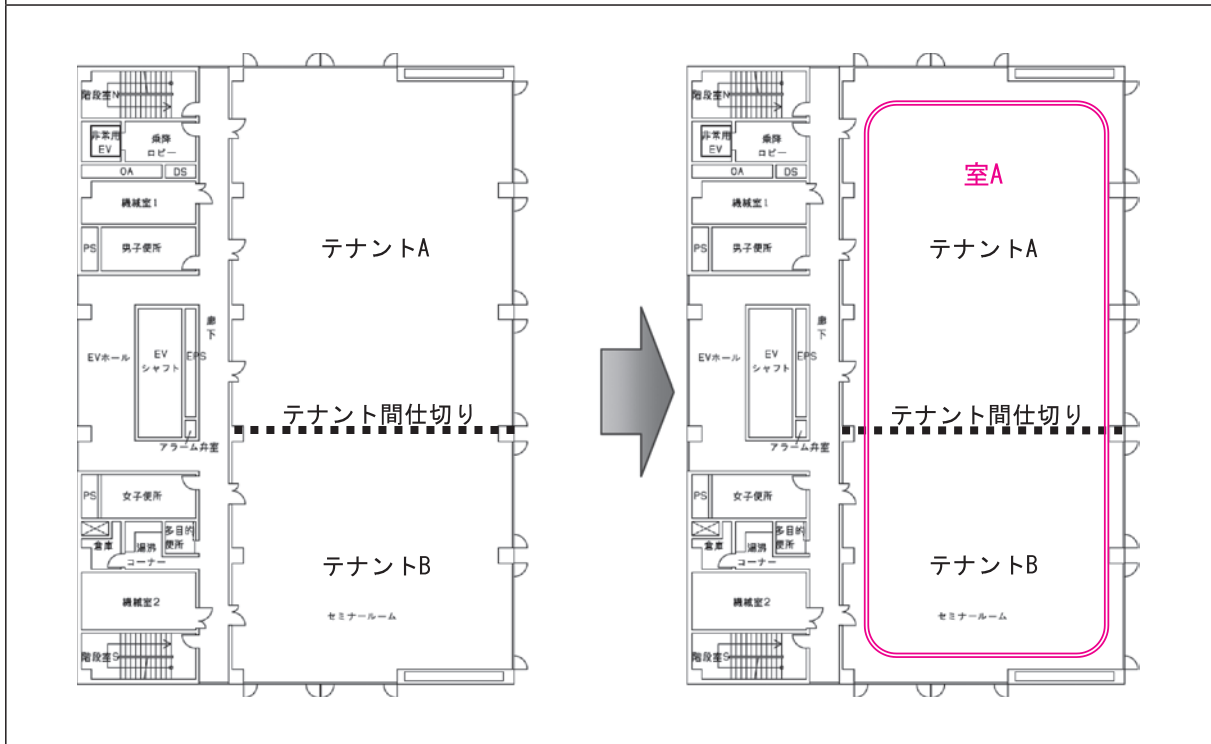 階段室N
非常用
EV
乗降
ロビー
OA
DS
機械室1
PS
男子便所
テナントA
廊
下
EVホール
EV
シャフト
EPS
テナント間仕切り
アラーム弁室
PS
女子便所
倉庫
湯沸
コーナー
多目的
便所
テナントB
機械室2
セミナールーム
階段室S
階段室N
非常用
EV
乗降
ロビー
OA
DS
室A
機械室1
PS
男子便所
テナントA
廊
下
EVホール
EV
シャフト
EPS
テナント間仕切り
アラーム弁室
PS
女子便所
倉庫
湯沸
コーナー
多目的
便所
テナントB
機械室2
セミナールーム
階段室S